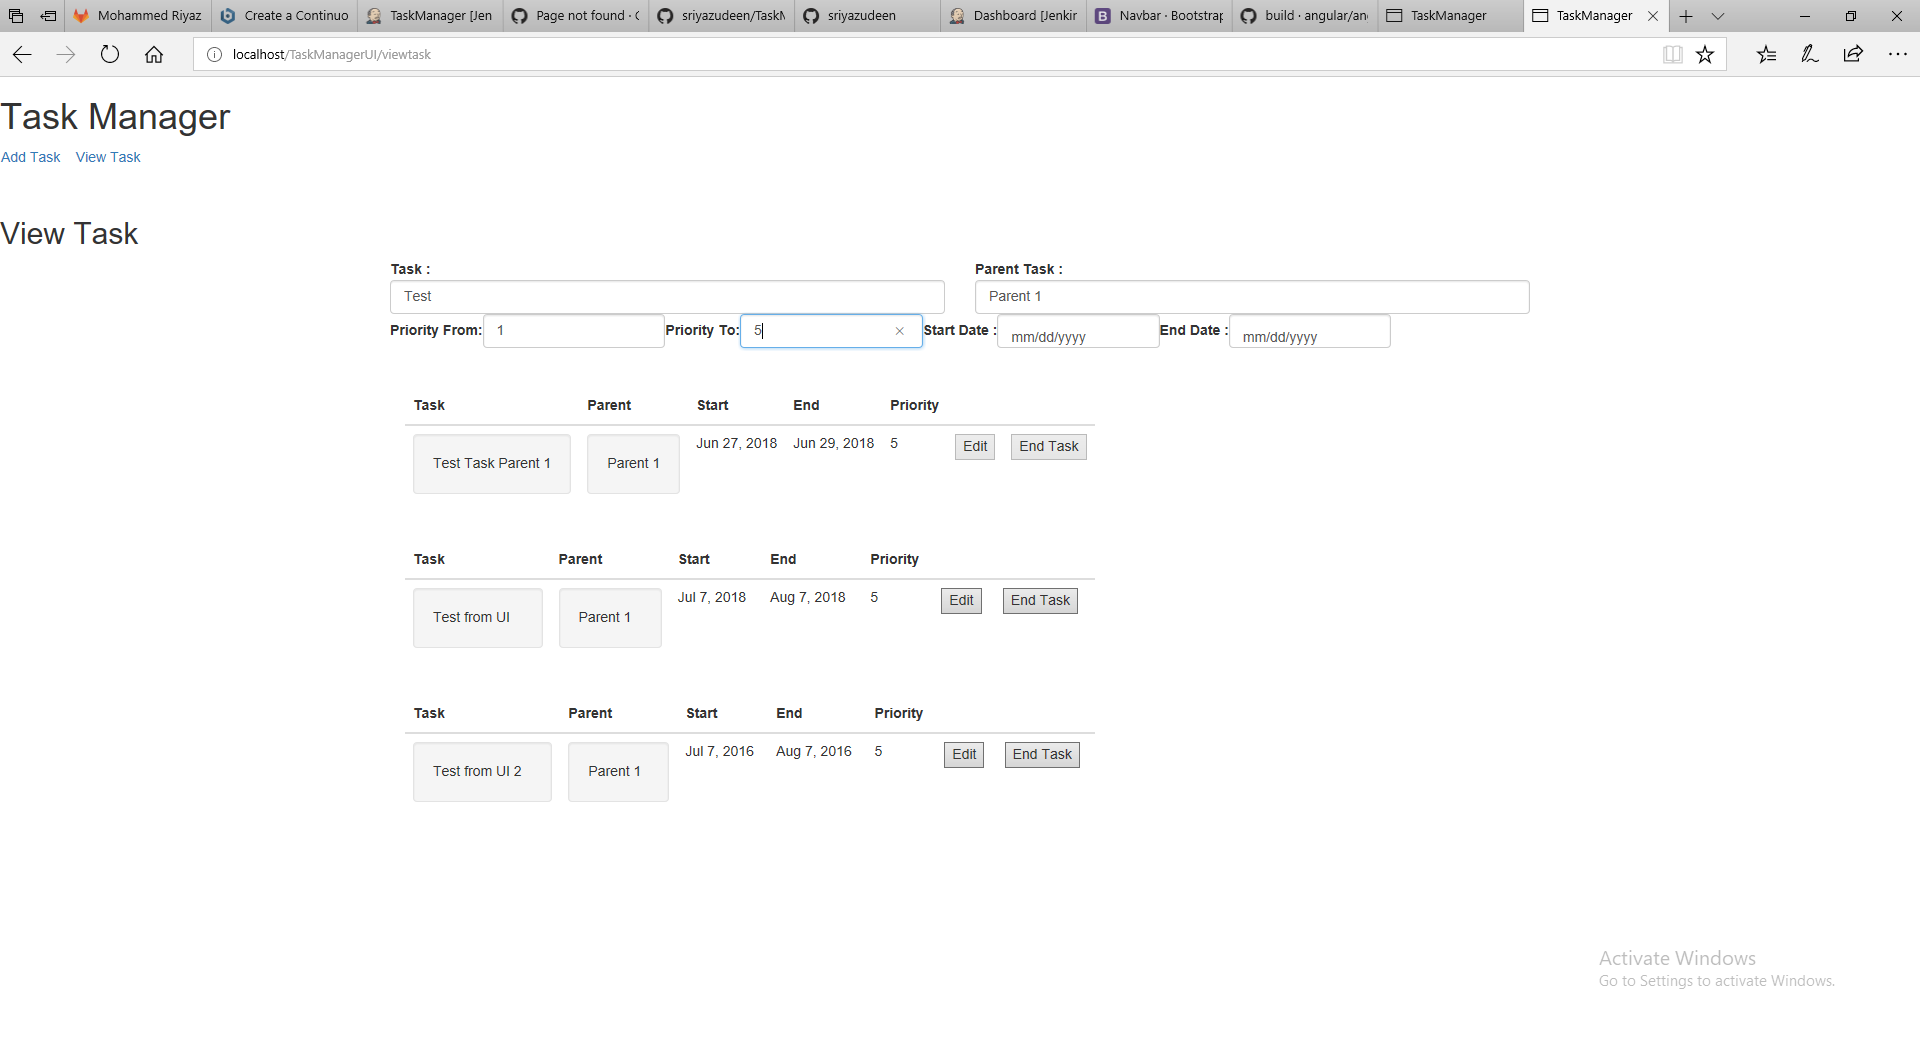 Mohammed Riyaz Create a Continuo TaskManager [Jen Page not found · sriyazudeen/TaskM sriyazudeen Dashboard [Jenkin Navbar · Bootstrap build · angular/an TaskManager TaskManager
localhost/TaskManagerUI/viewtask
Task Manager
Add Task View Task
View Task
Task : Parent Task :
Test Parent 1
Priority From: 1 Priority To: 5 Start Date : mm/dd/yyyy End Date : mm/dd/yyyy
Task Parent Start End Priority
Test Task Parent 1 Parent 1 Jun 27, 2018 Jun 29, 2018 5 Edit End Task
Task Parent Start End Priority
Test from UI Parent 1 Jul 7, 2018 Aug 7, 2018 5 Edit End Task
Task Parent Start End Priority
Test from UI 2 Parent 1 Jul 7, 2016 Aug 7, 2016 5 Edit End Task
Activate Windows
Go to Settings to activate Windows.